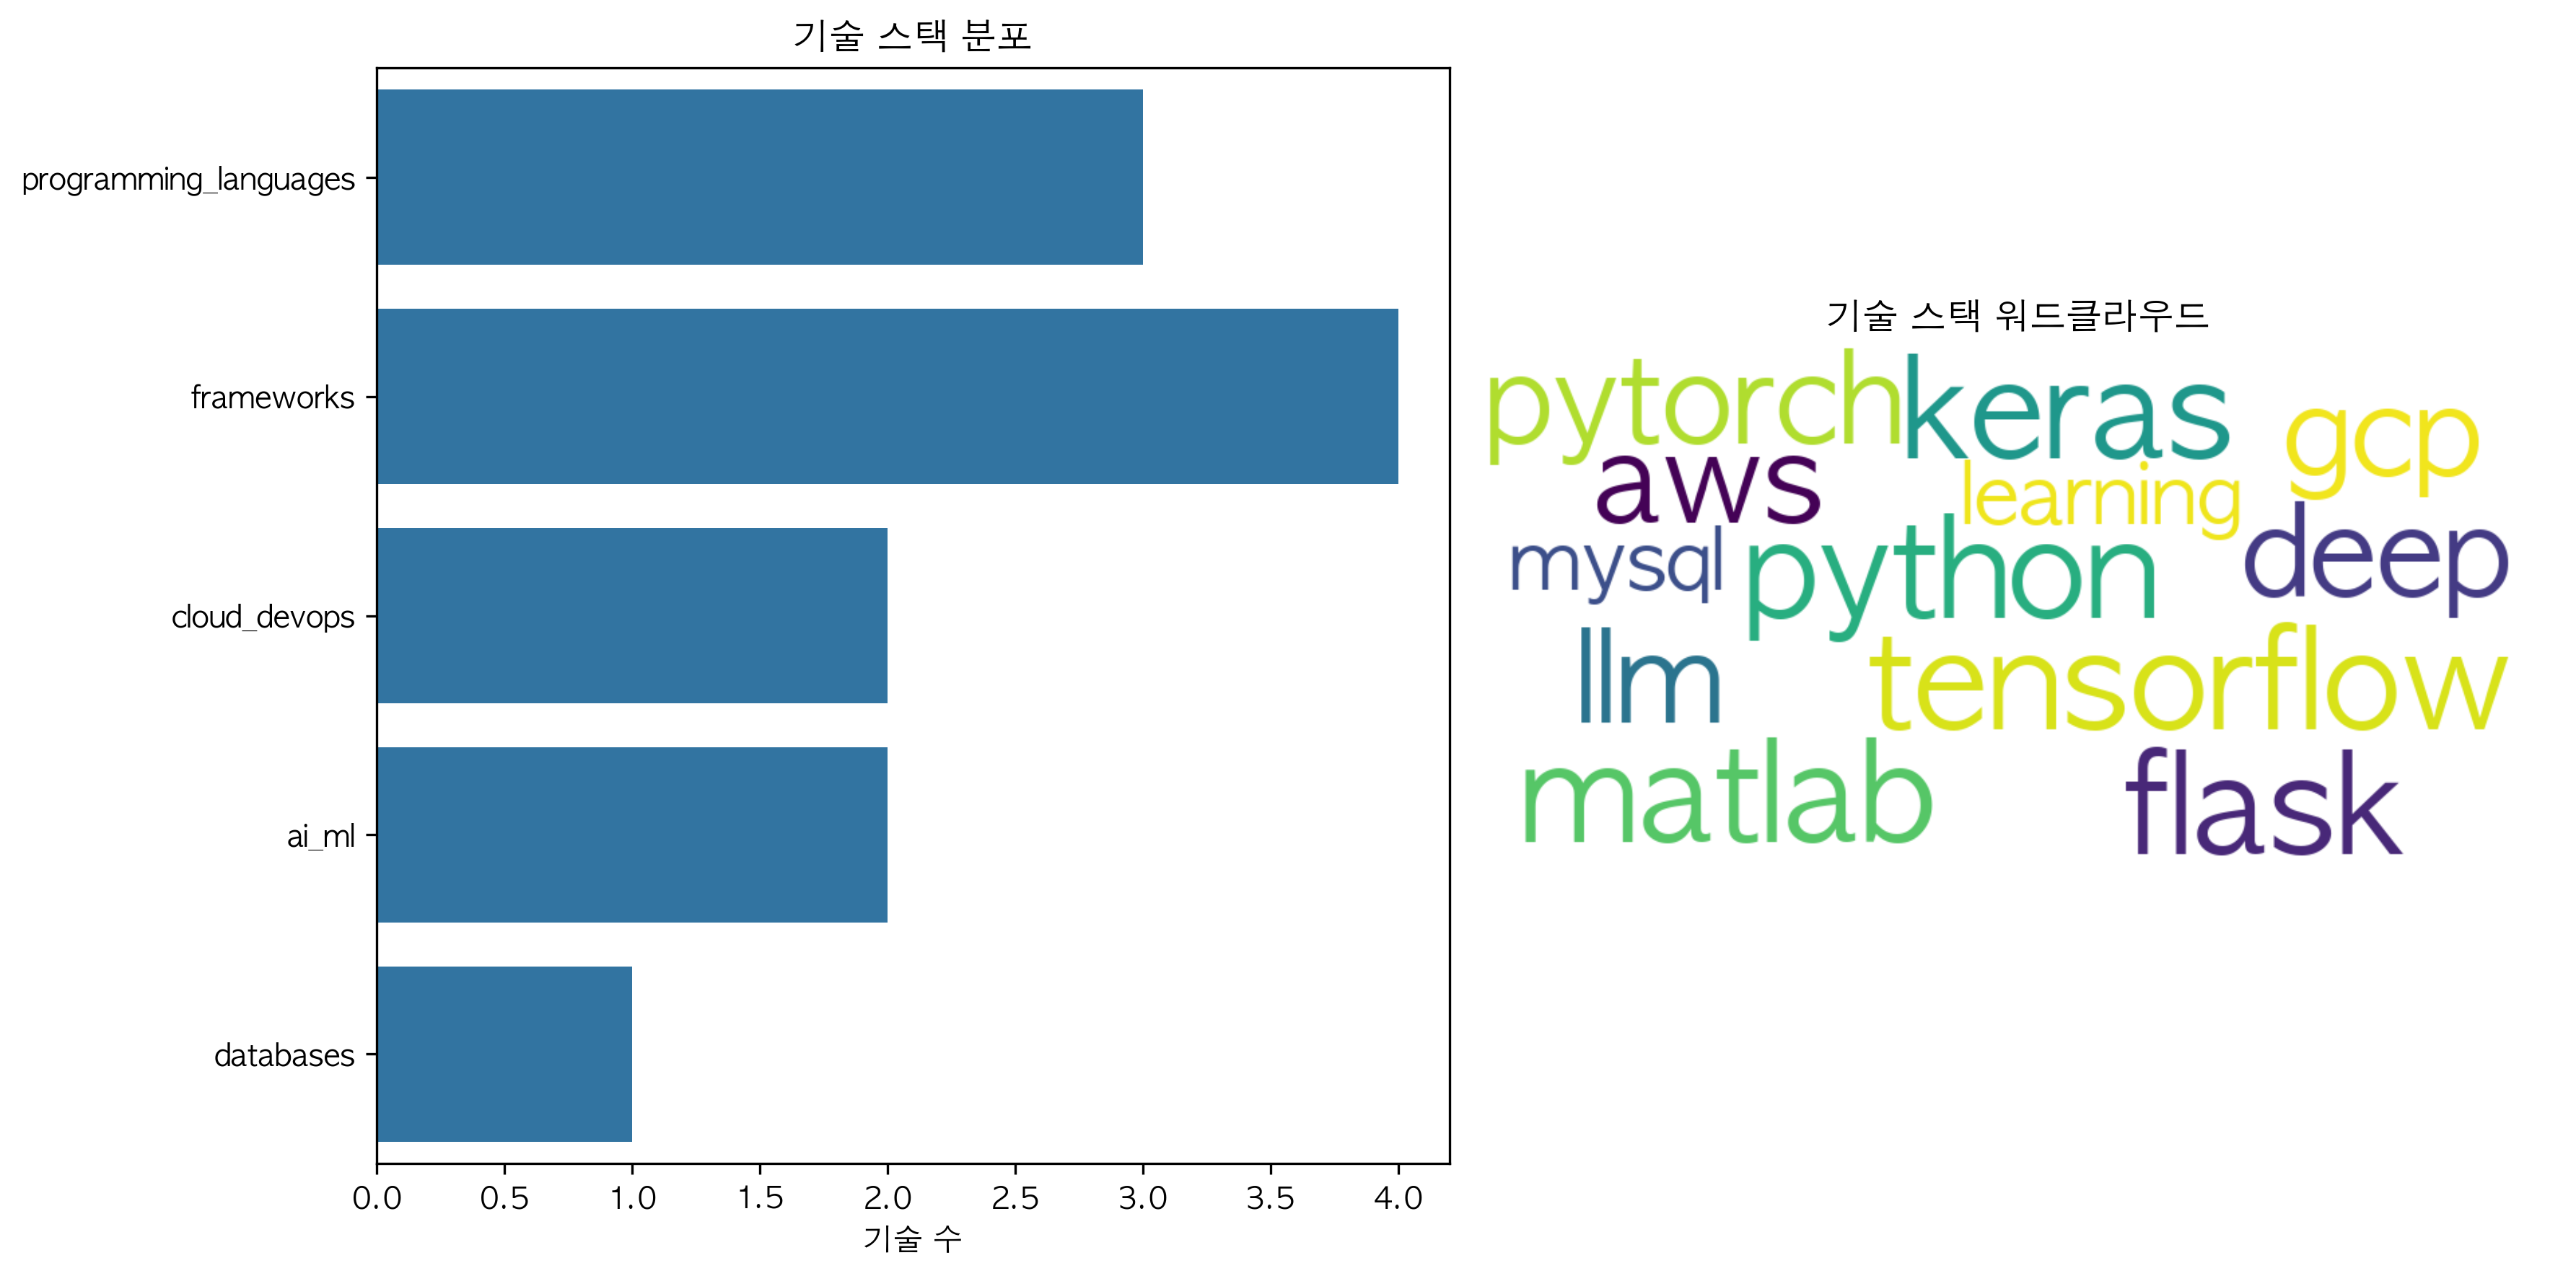 기술 스택 분포
programming_languages
frameworks
cloud_devops
ai_ml
databases
0.0 0.5 1.0 1.5 2.0 2.5 3.0 3.5 4.0
기술 수
기술 스택 워드클라우드
pytorch keras gcp
aws learning
mysql python deep
llm tensorflow
matlab flask